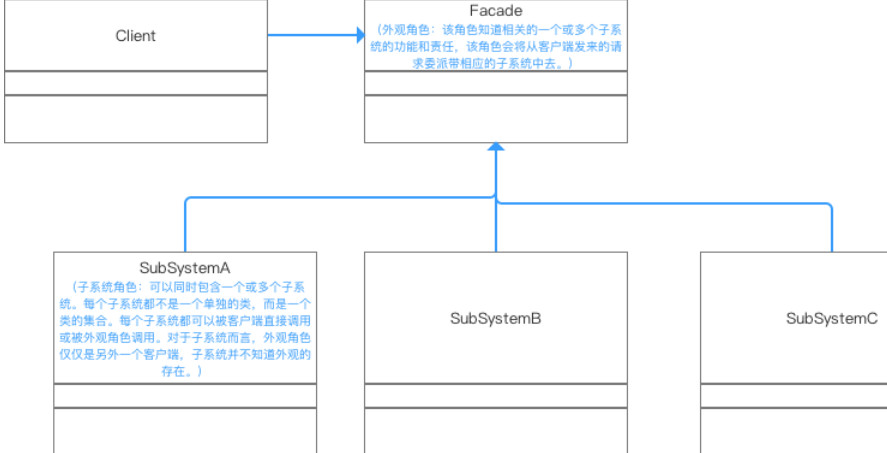 Client
Facade
（外观角色：该角色知道相关的一个或多个子系
统的功能和责任，该角色会将从客户端发来的请
求委派带相应的子系统中去。）
SubSystemA
（子系统角色：可以同时包含一个或多个子系
统。每个子系统都不是一个单独的类，而是一个
类的集合。每个子系统都可以被客户端直接调用
或被外观角色调用。对于子系统而言，外观角色
仅仅是另外一个客户端，子系统并不知道外观的
存在。）
SubSystemB
SubSystemC